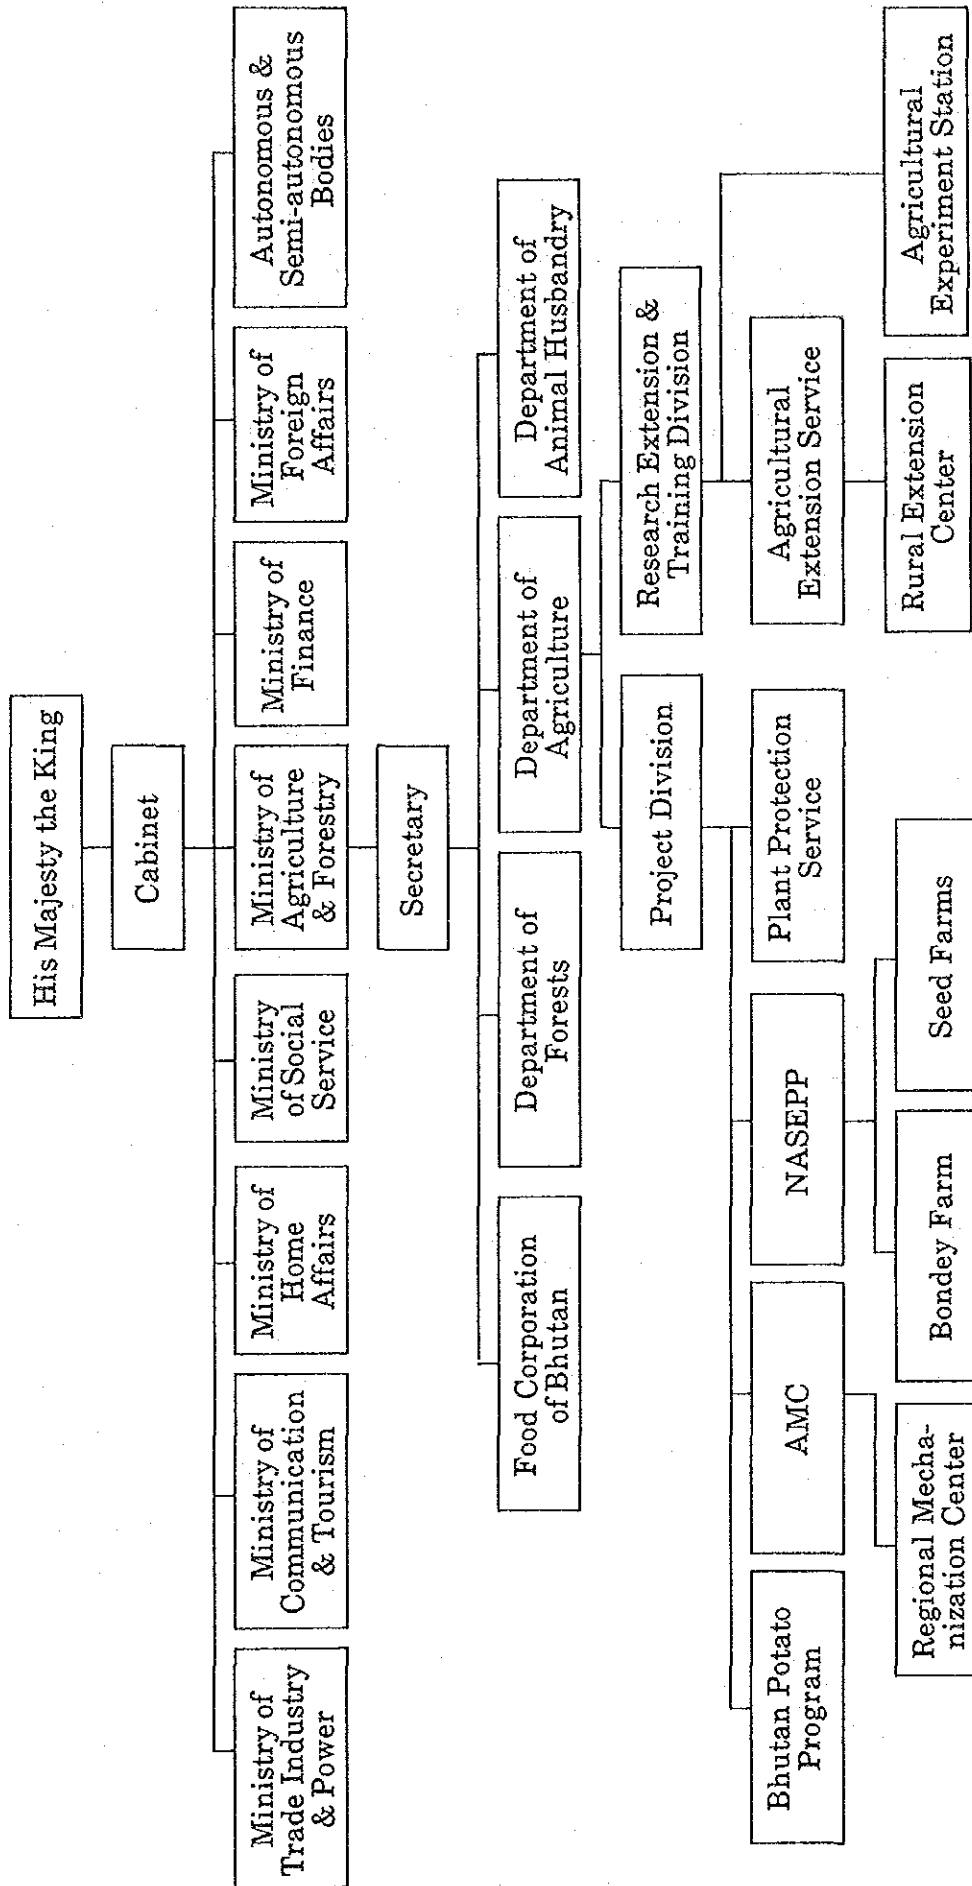 His Majesty the King
Cabinet
Ministry of
Trade Industry
& Power
Ministry of
Communication
& Tourism
Ministry of
Home
Affairs
Ministry
of Social
Service
Ministry of
Agriculture
& Forestry
Ministry of
Finance
Ministry of
Foreign
Affairs
Autonomous &
Semi-autonomous
Bodies
Secretary
Food Corporation
of Bhutan
Department of
Forests
Department of
Agriculture
Department of
Animal Husbandry
Project Division
Research Extension &
Training Division
Bhutan Potato
Program
AMC
NASEPP
Plant Protection
Service
Agricultural
Extension Service
Regional Mecha-
nization Center
Bondey Farm
Seed Farms
Rural Extension
Center
Agricultural
Experiment Station